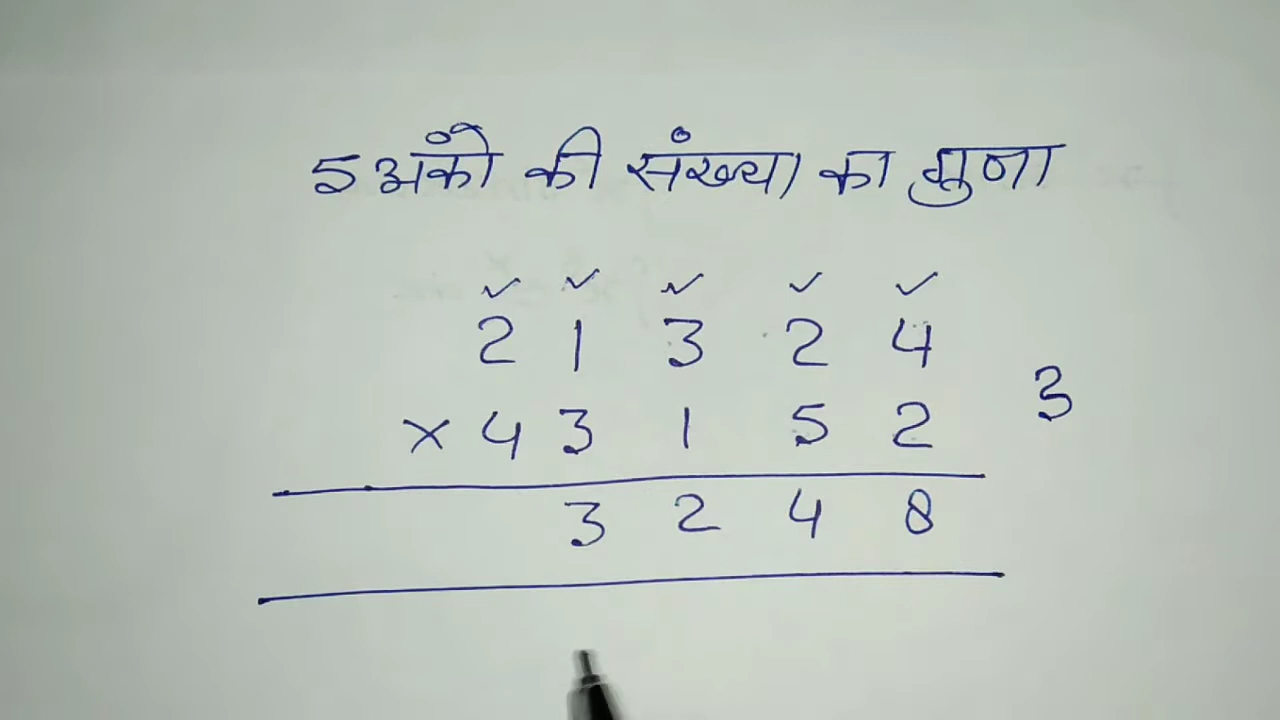 5 अंको की संख्या का गुना
2 1 3 2 4
× 4 3 1 5 2
3
3 2 4 8